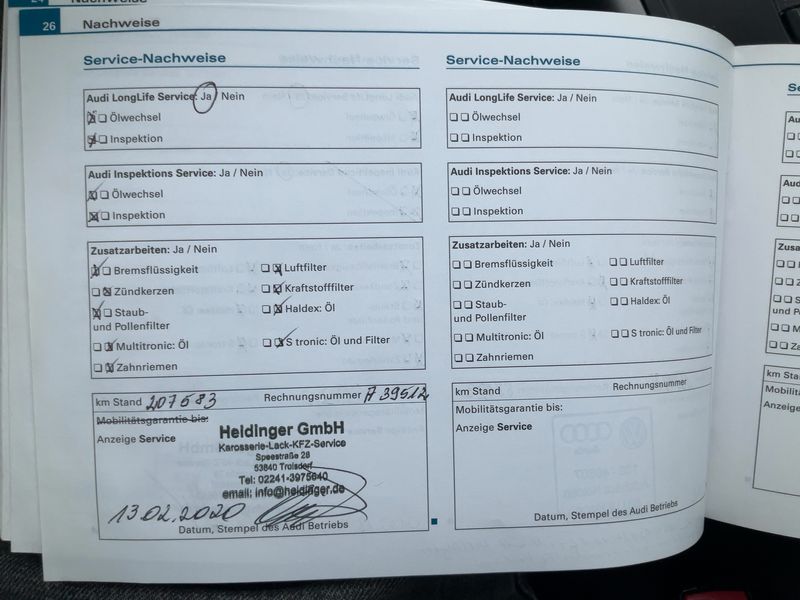 Nachweise
26 Nachweise
Service-Nachweise
Audi LongLife Service: Ja / Nein
Ölwechsel
Inspektion
Audi Inspektions Service: Ja / Nein
Ölwechsel
Inspektion
Zusatzarbeiten: Ja / Nein
Bremsflüssigkeit
Luftfilter
Zündkerzen
Kraftstofffilter
Staub-
und Pollenfilter
Haldex: Öl
Multitronic: Öl
S tronic: Öl und Filter
Zahnriemen
km Stand 207583 Rechnungsnummer A39512
Mobilitätsgarantie bis:
Anzeige Service
Heidinger GmbH
Karosserie-Lack-KFZ-Service
Speestraße 28
53840 Troisdorf
Tel: 02241-3975640
email: info@heidinger.de
13.02.2020
Datum, Stempel des Audi Betriebs
Service-Nachweise
Audi LongLife Service: Ja / Nein
Ölwechsel
Inspektion
Audi Inspektions Service: Ja / Nein
Ölwechsel
Inspektion
Zusatzarbeiten: Ja / Nein
Bremsflüssigkeit
Luftfilter
Zündkerzen
Kraftstofffilter
Staub-
und Pollenfilter
Haldex: Öl
Multitronic: Öl
S tronic: Öl und Filter
Zahnriemen
km Stand Rechnungsnummer
Mobilitätsgarantie bis:
Anzeige Service
Datum, Stempel des Audi Betriebs
km Stand
Anzeige